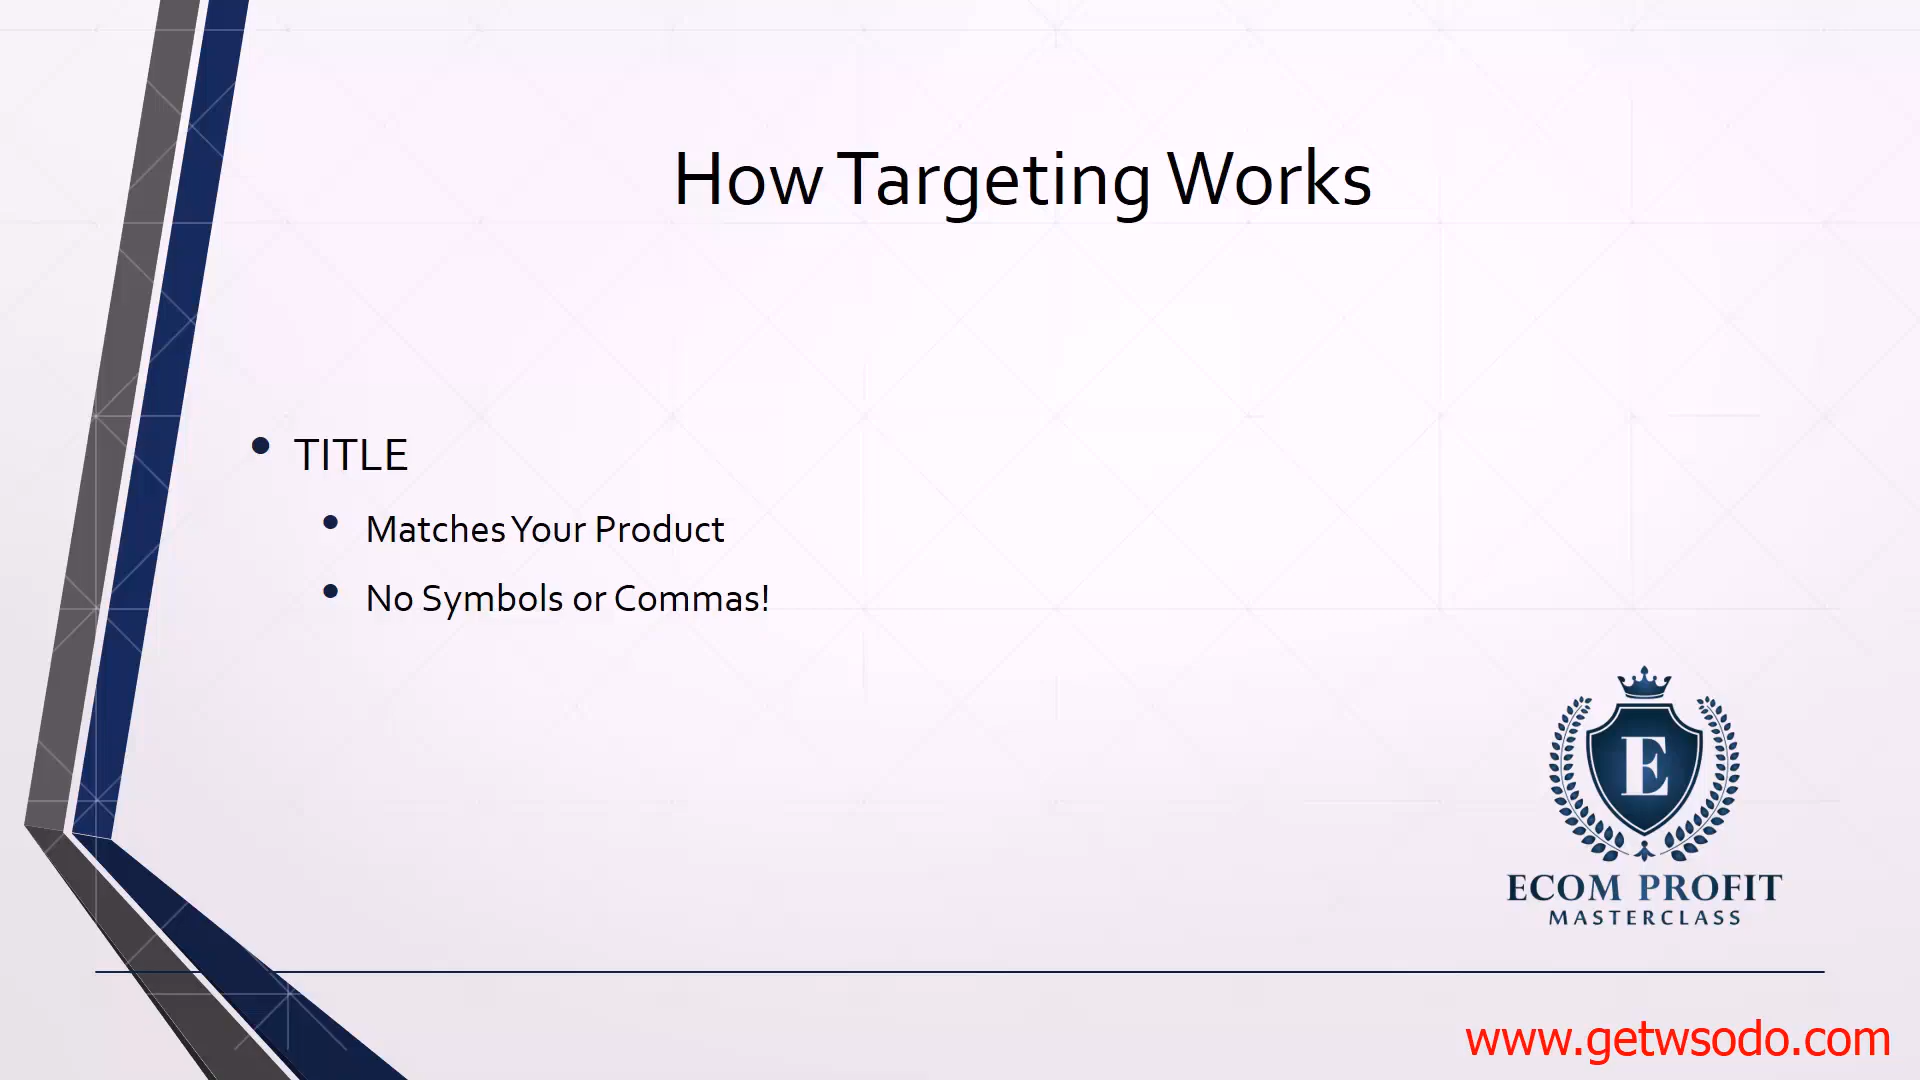 How Targeting Works
• TITLE
• Matches Your Product
• No Symbols or Commas!
E
ECOM PROFIT
MASTERCLASS
www.getwsodo.com